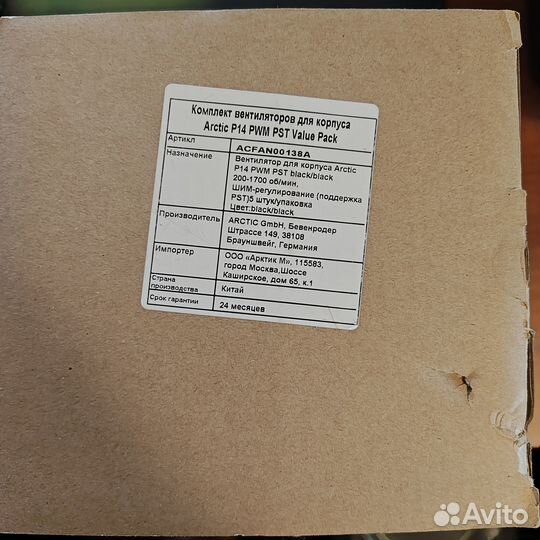 Комплект вентиляторов для корпуса
Arctic P14 PWM PST Value Pack
Артикл
ACFAN00138A
Назначение
Вентилятор для корпуса Arctic
P14 PWM PST black/black
200-1700 об/мин,
ШИМ-регулирование (поддержка
PST)5 штук/упаковка
Цвет:black/black
Производитель
ARCTIC GmbH, Бевенродер
Штрассе 149, 38108
Брауншвейг, Германия
Импортер
ООО «Арктик М», 115583,
город Москва,Шоссе
Каширское, дом 65, к.1
Страна
производства
Китай
Срок гарантии
24 месяцев
Avito